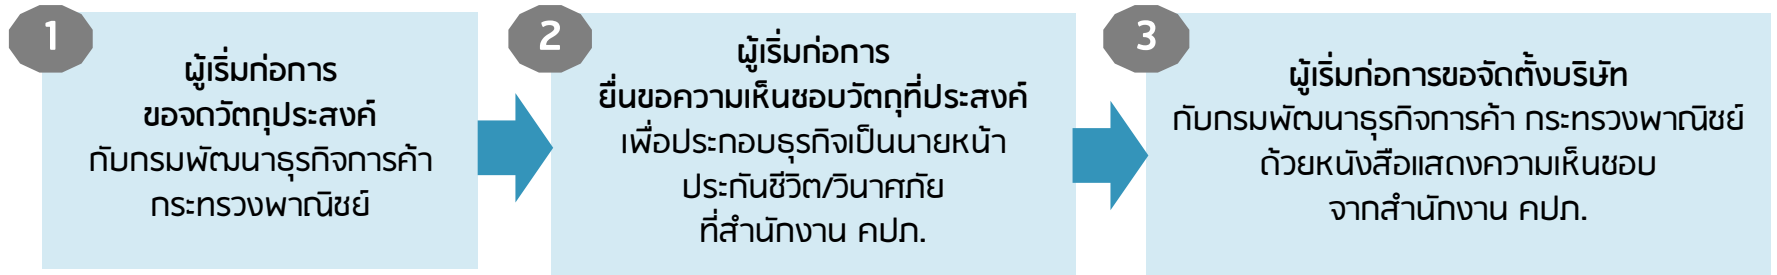 1
ผู้เริ่มก่อการ
ขอจดวัตถุประสงค์
กับกรมพัฒนาธุรกิจการค้า
กระทรวงพาณิชย์
2
ผู้เริ่มก่อการ
ยื่นขอความเห็นชอบวัตถุที่ประสงค์
เพื่อประกอบธุรกิจเป็นนายหน้า
ประกันชีวิต/วินาศภัย
ที่สำนักงาน คปภ.
3
ผู้เริ่มก่อการขอจัดตั้งบริษัท
กับกรมพัฒนาธุรกิจการค้า กระทรวงพาณิชย์
ด้วยหนังสือแสดงความเห็นชอบ
จากสำนักงาน คปภ.